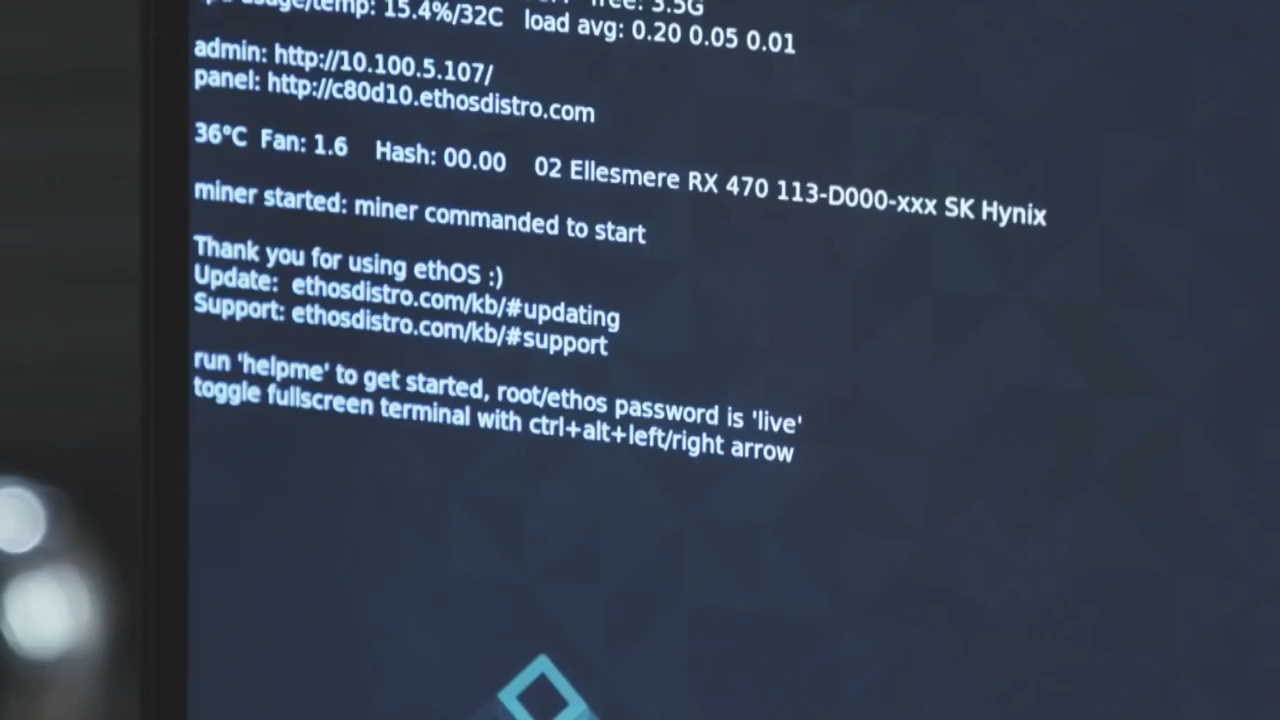 usage/temp: 15.4%/32C load avg: 0.20 0.05 0.01
free: 3.5G
admin: http://10.100.5.107/
panel: http://c80d10.ethosdistro.com
36°C Fan: 1.6 Hash: 00.00 02 Ellesmere RX 470 113-D000-xxx SK Hynix
miner started: miner commanded to start
Thank you for using ethOS :)
Update: ethosdistro.com/kb/#updating
Support: ethosdistro.com/kb/#support
run 'helpme' to get started, root/ethos password is 'live'
toggle fullscreen terminal with ctrl+alt+left/right arrow